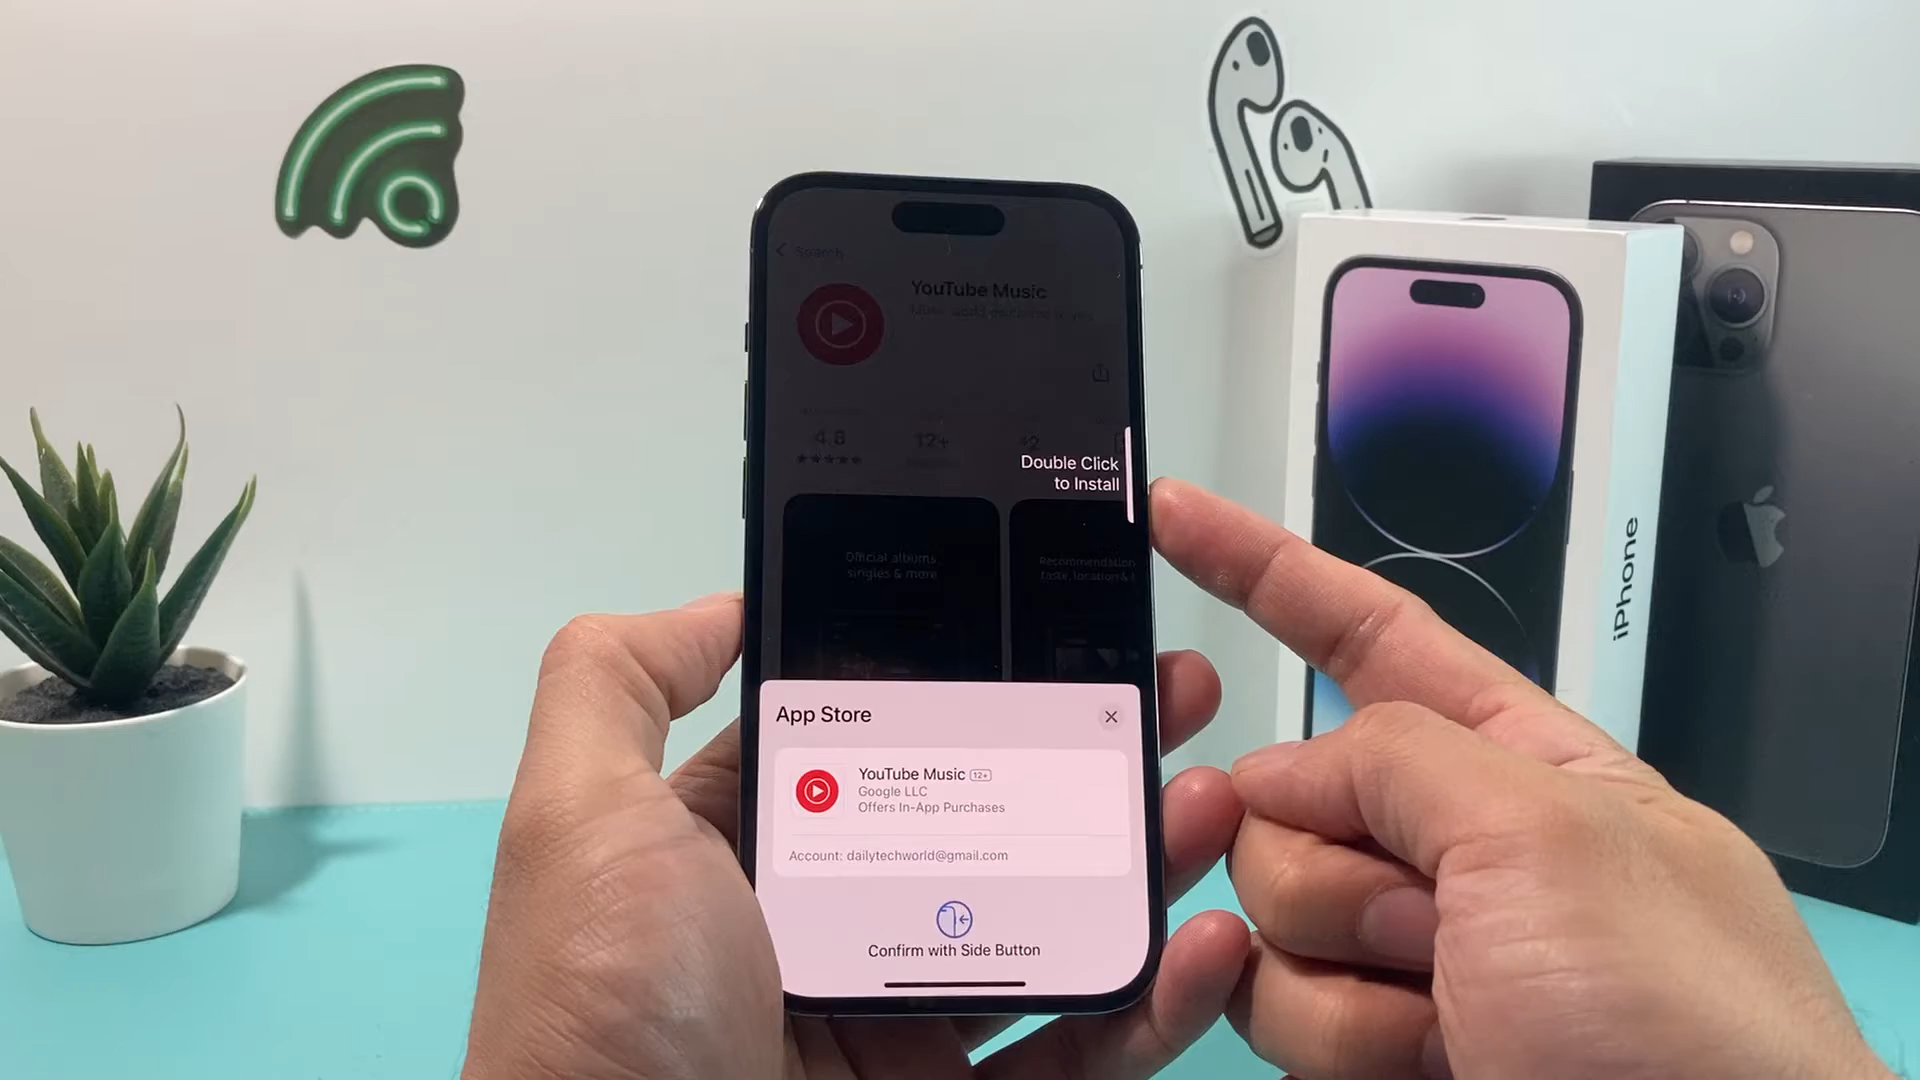 Search
YouTube Music
4.8
12+
#2
★★★★★
Double Click
to Install
Official albums,
singles & more
Recommendation
taste, location &
App Store
YouTube Music 12+
Google LLC
Offers In-App Purchases
Account: dailytechworld@gmail.com
Confirm with Side Button
iPhone